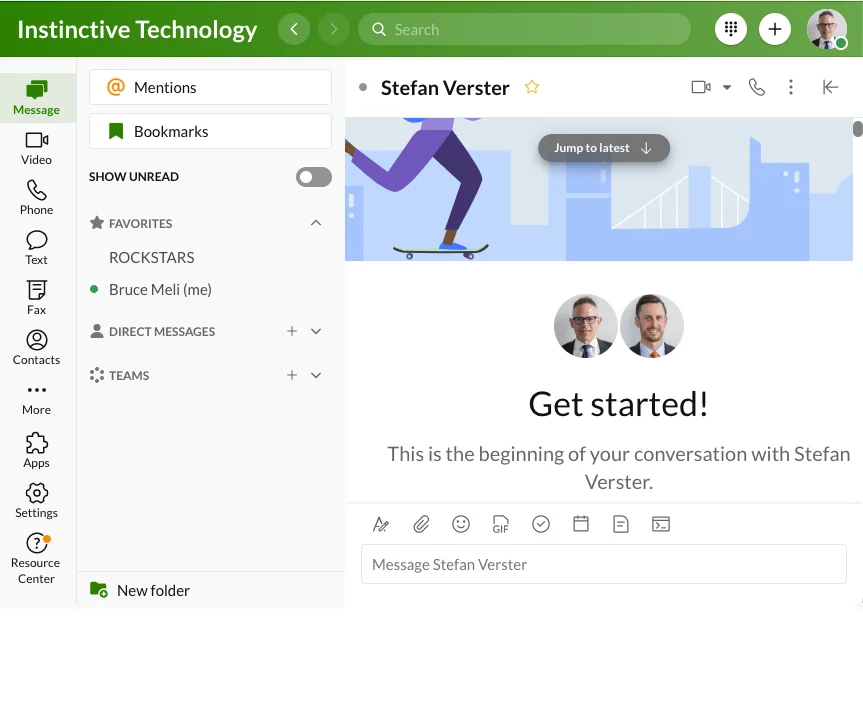 Instinctive Technology
Search
Message
Video
Phone
Text
Fax
Contacts
More
Apps
Settings
Resource
Center
Mentions
Bookmarks
SHOW UNREAD
FAVORITES
ROCKSTARS
Bruce Meli (me)
DIRECT MESSAGES
TEAMS
New folder
Stefan Verster
Jump to latest
Get started!
This is the beginning of your conversation with Stefan
Verster.
GIF
Message Stefan Verster